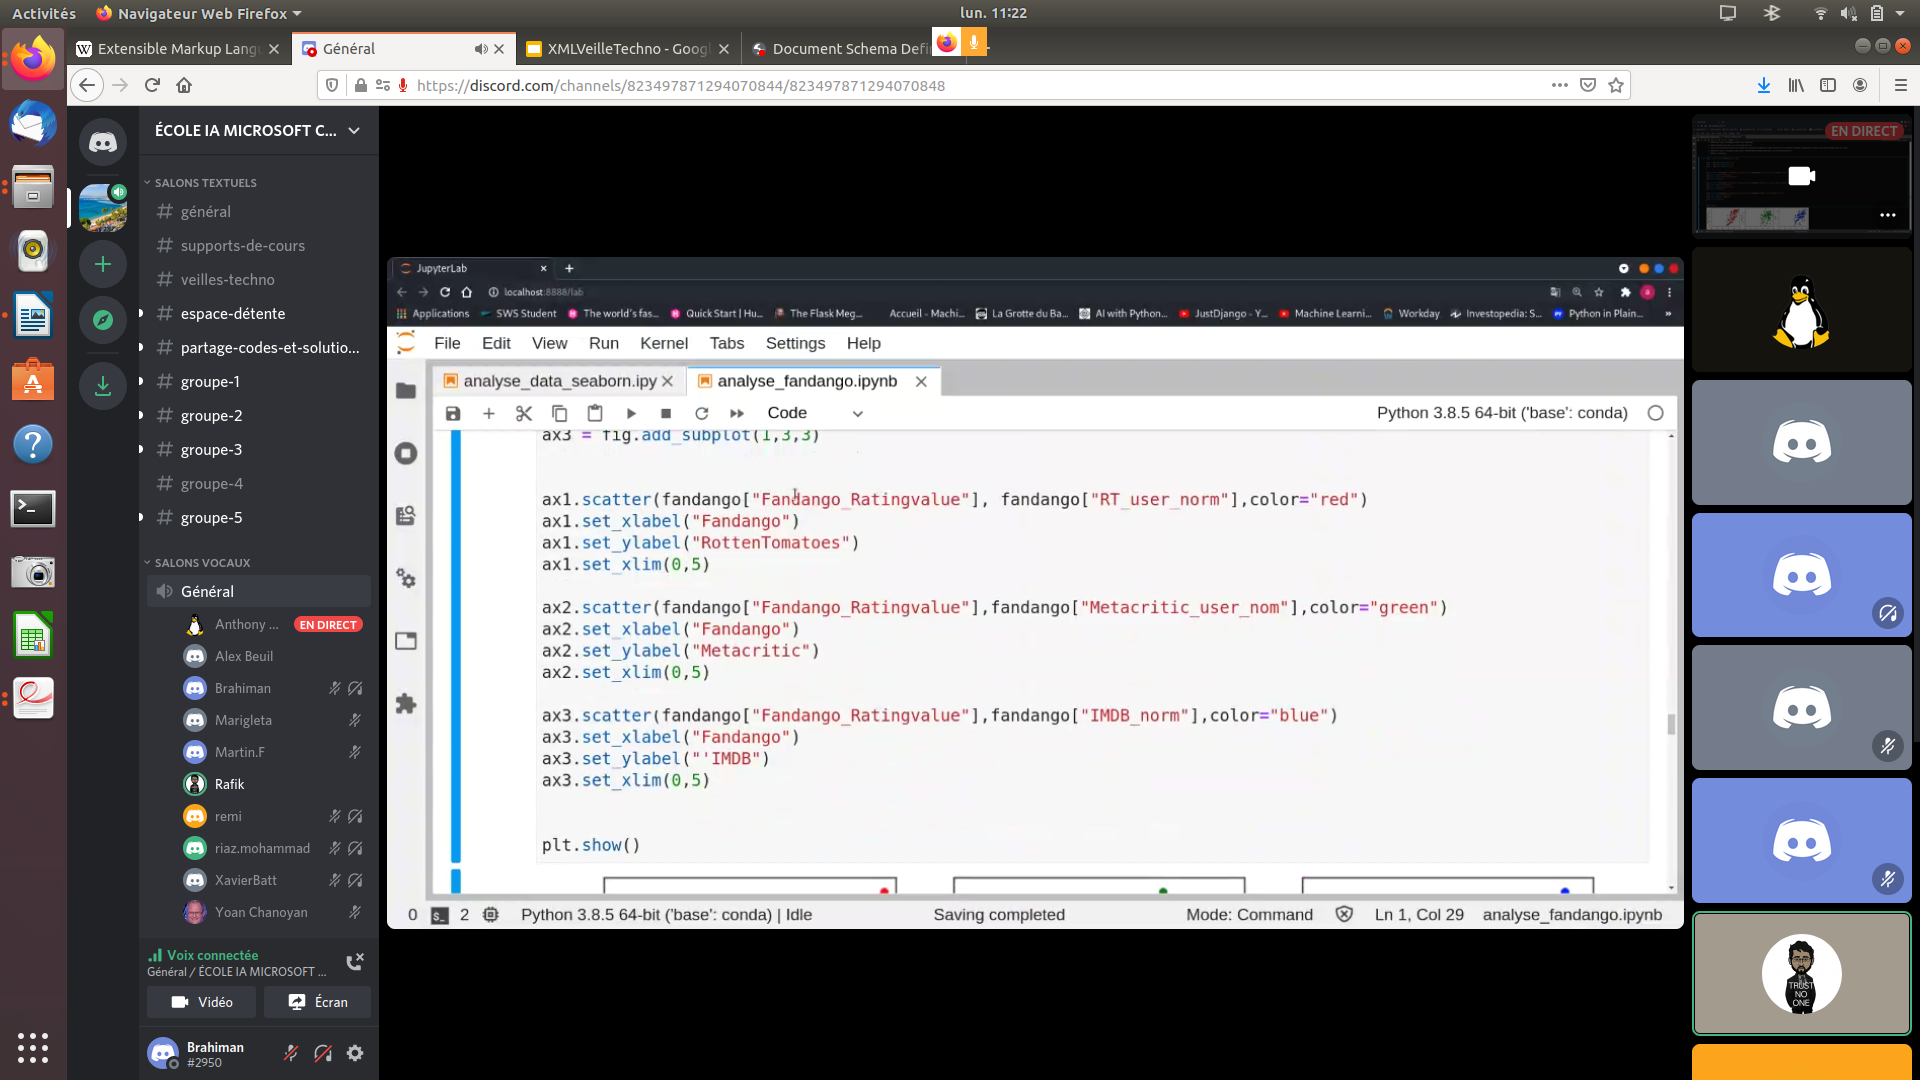 Activités
Navigateur Web Firefox
lun. 11:22
Extensible Markup Lang
Général
XMLVeilleTechno - Goog
Document Schema Defi
https://discord.com/channels/823497871294070844/823497871294070848
ÉCOLE IA MICROSOFT C...
SALONS TEXTUELS
général
supports-de-cours
veilles-techno
espace-détente
partage-codes-et-solutio...
groupe-1
groupe-2
groupe-3
groupe-4
groupe-5
SALONS VOCAUX
Général
Anthony ...
EN DIRECT
Alex Beuil
Brahiman
Marigleta
Martin.F
Rafik
remi
riaz.mohammad
XavierBatt
Yoan Chanoyan
Voix connectée
Général / ÉCOLE IA MICROSOFT ...
Vidéo
Écran
Brahiman
#2950
JupyterLab
localhost:8888/lab
Applications
SWS Student
The world's fas...
Quick Start | Hu...
The Flask Meg...
Accueil - Machi...
La Grotte du Ba...
AI with Python...
JustDjango - Y...
Machine Learni...
Workday
Investopedia: S...
Python in Plain...
»
File Edit View Run Kernel Tabs Settings Help
analyse_data_seaborn.ipy
analyse_fandango.ipynb
Code
Python 3.8.5 64-bit ('base': conda)
ax3 = fig.add_subplot(1,3,3)
ax1.scatter(fandango["Fandango_Ratingvalue"], fandango["RT_user_norm"],color="red")
ax1.set_xlabel("Fandango")
ax1.set_ylabel("RottenTomatoes")
ax1.set_xlim(0,5)
ax2.scatter(fandango["Fandango_Ratingvalue"],fandango["Metacritic_user_nom"],color="green")
ax2.set_xlabel("Fandango")
ax2.set_ylabel("Metacritic")
ax2.set_xlim(0,5)
ax3.scatter(fandango["Fandango_Ratingvalue"],fandango["IMDB_norm"],color="blue")
ax3.set_xlabel("Fandango")
ax3.set_ylabel("'IMDB")
ax3.set_xlim(0,5)
plt.show()
0
2
Python 3.8.5 64-bit ('base': conda) | Idle
Saving completed
Mode: Command
Ln 1, Col 29
analyse_fandango.ipynb
EN DIRECT
TRUST
NO
ONE